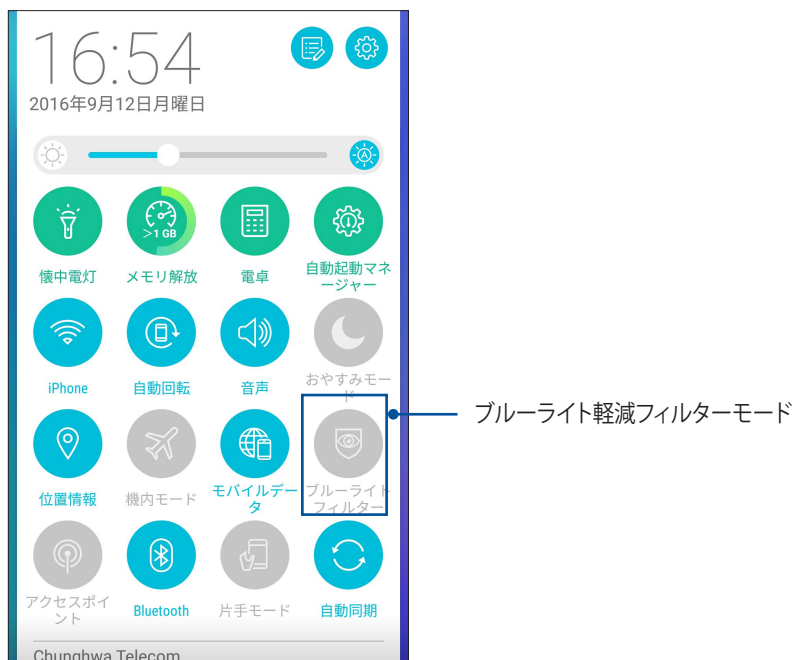 16:54
2016年9月12日月曜日
A
>1 GB
懐中電灯
メモリ解放
電卓
自動起動マネ
ージャー
iPhone
自動回転
音声
おやすみモー
ド
位置情報
機内モード
モバイルデー
タ
ブルーライト
フィルター
ブルーライト軽減フィルターモード
アクセスポイ
ント
Bluetooth
片手モード
自動同期
Chunghwa Telecom